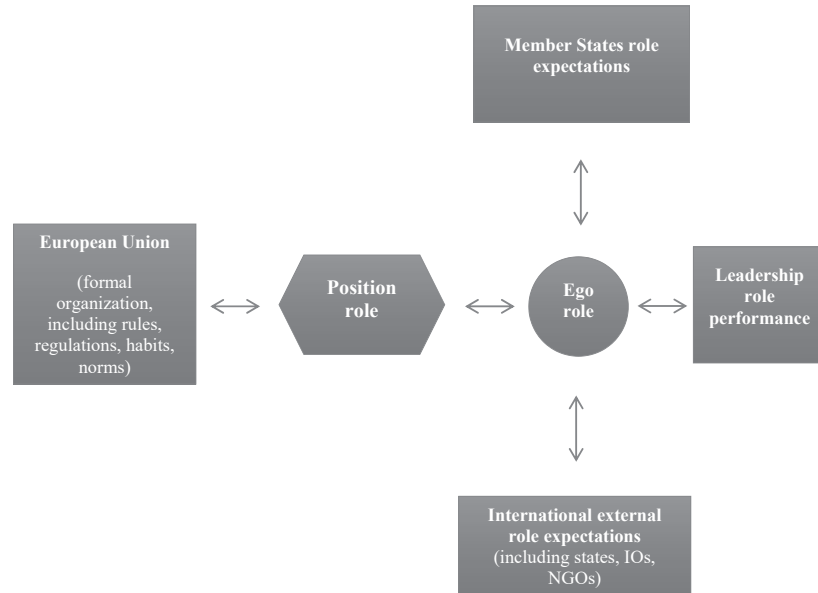 Member States role
expectations
European Union
(formal
organization,
including rules,
regulations, habits,
norms)
Position
role
Ego
role
Leadership
role
performance
International external
role expectations
(including states, IOs,
NGOs)